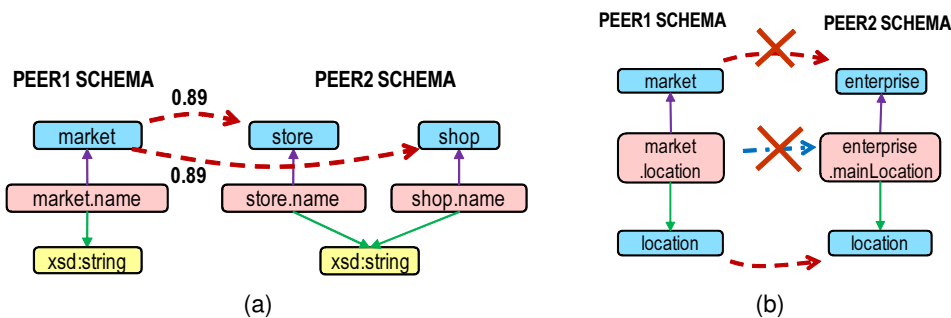 PEER1 SCHEMA
PEER2 SCHEMA
0.89
market
store
shop
0.89
market.name
store.name
shop.name
xsd:string
xsd:string
(a)
PEER1 SCHEMA
PEER2 SCHEMA
market
enterprise
market
.location
enterprise
.mainLocation
location
location
(b)